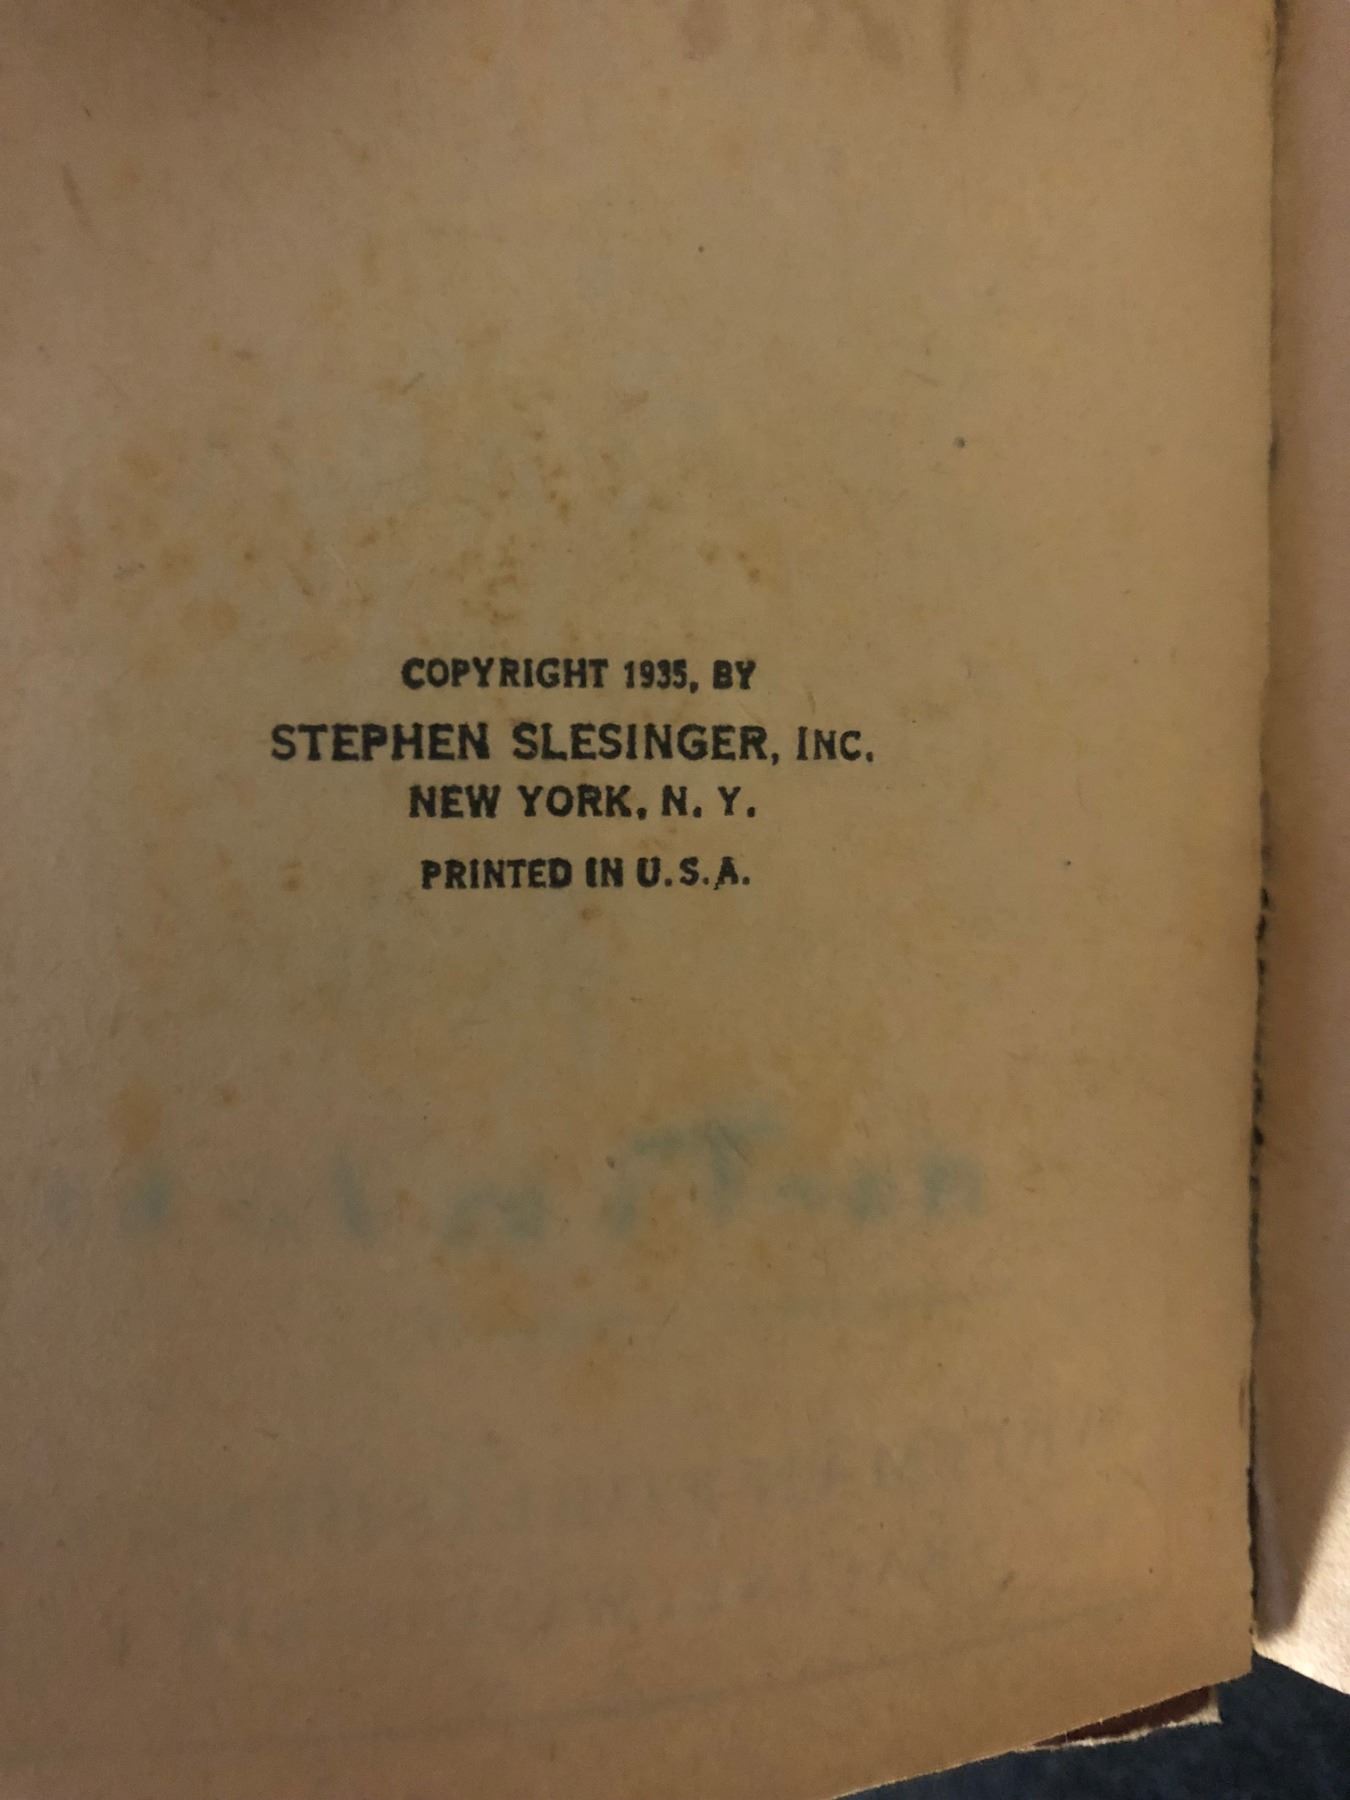 COPYRIGHT 1935, BY
STEPHEN SLESINGER, INC.
NEW YORK, N. Y.
PRINTED IN U.S.A.